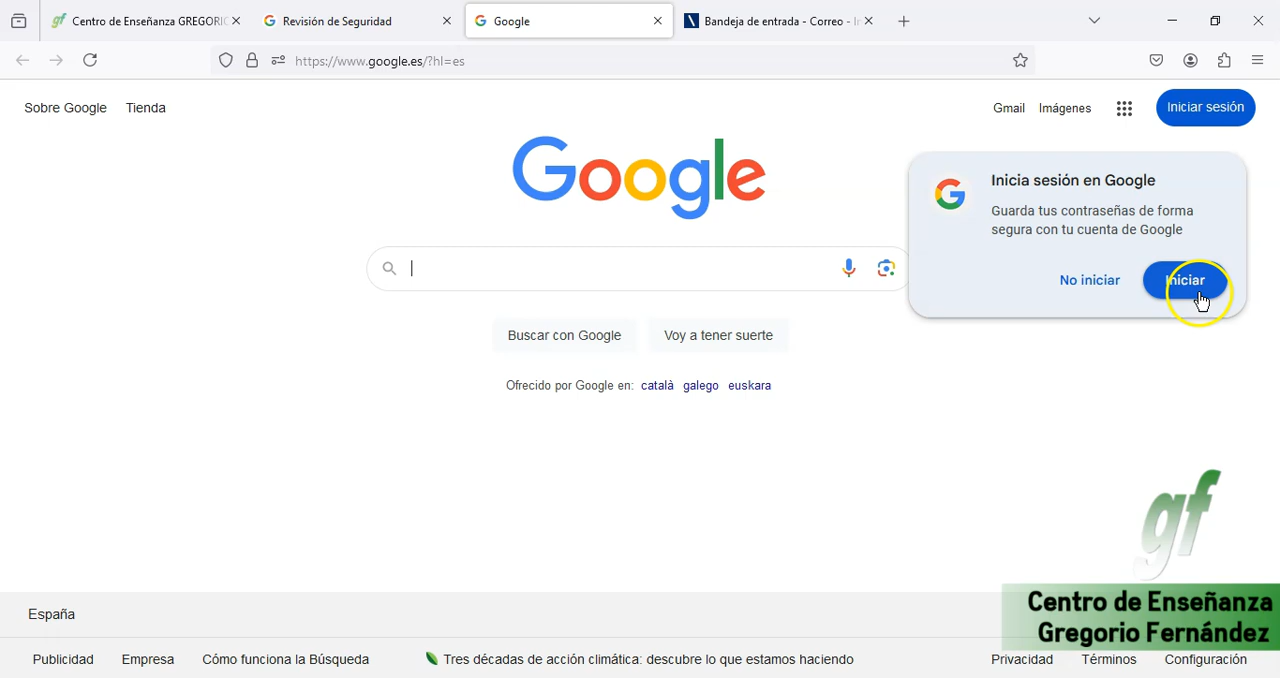 Centro de Enseñanza GREGORIO
Revisión de Seguridad
Google
Bandeja de entrada - Correo - In
https://www.google.es/?hl=es
Sobre Google Tienda
Gmail Imágenes Iniciar sesión
Google
Inicia sesión en Google
Guarda tus contraseñas de forma
segura con tu cuenta de Google
No iniciar Iniciar
Buscar con Google Voy a tener suerte
Ofrecido por Google en: català galego euskara
gf
Centro de Enseñanza
Gregorio Fernández
España
Publicidad Empresa Cómo funciona la Búsqueda Tres décadas de acción climática: descubre lo que estamos haciendo Privacidad Términos Configuración